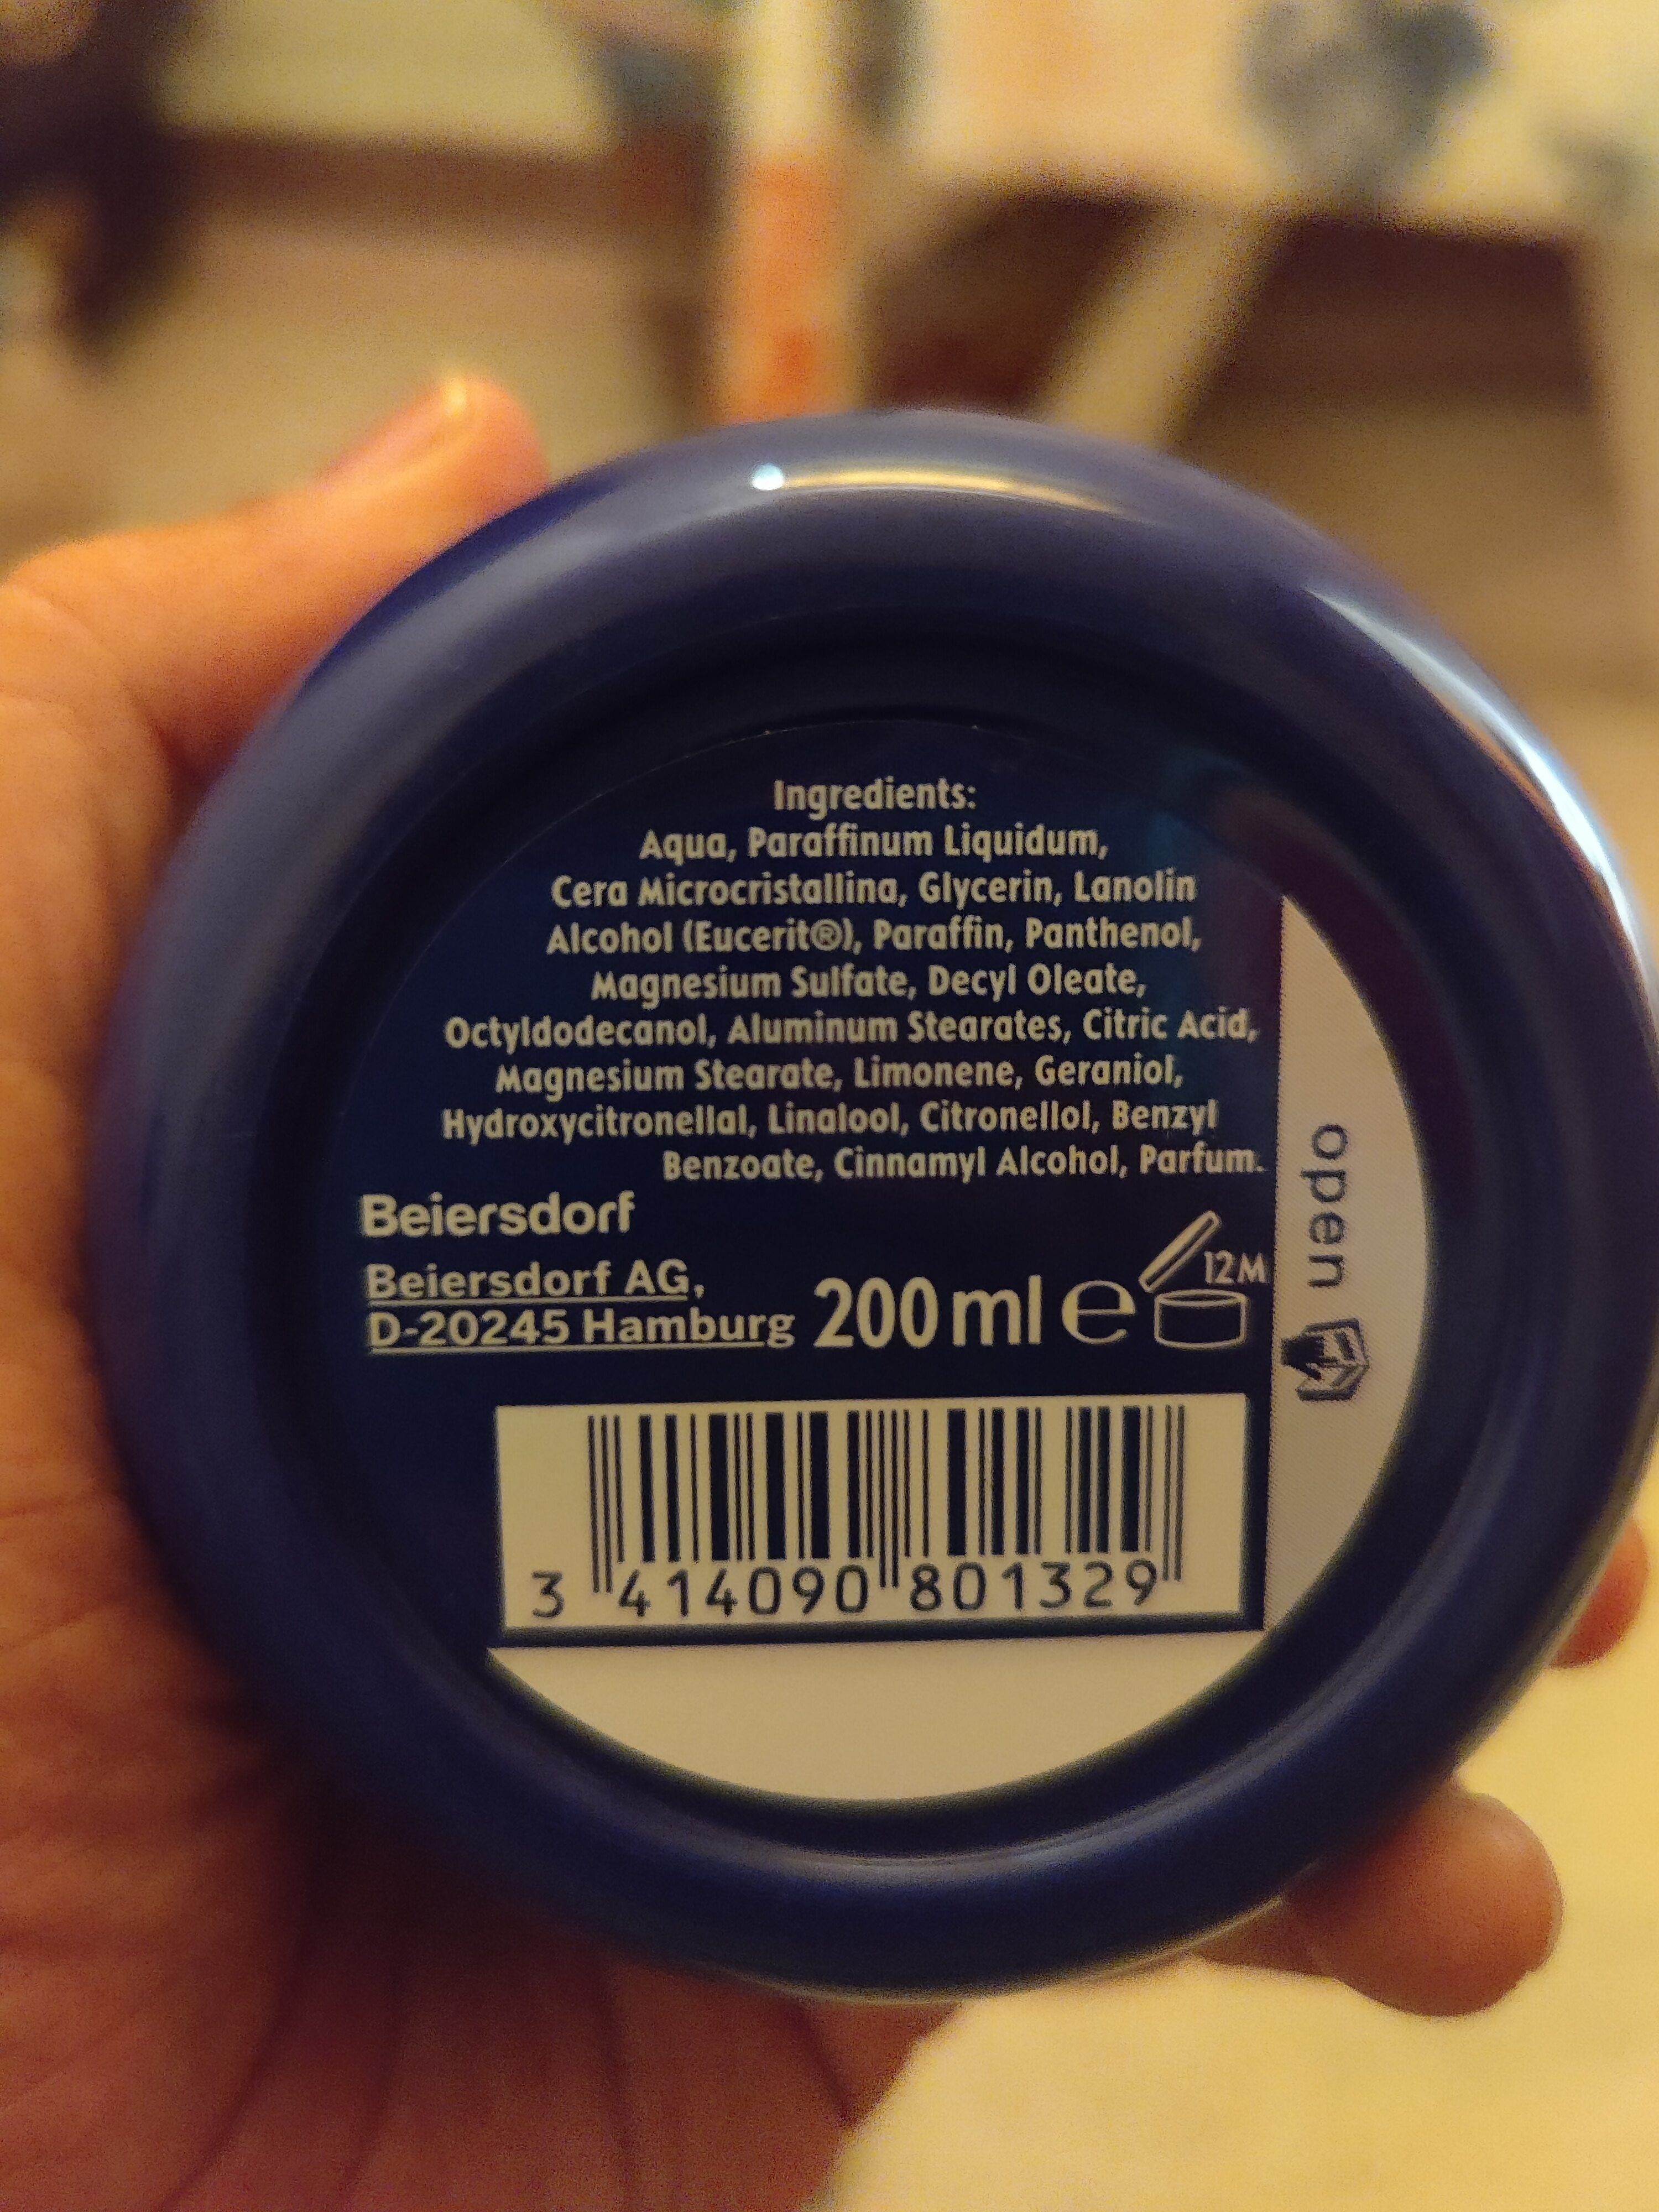 Ingredients:
Aqua, Paraffinum Liquidum,
Cera Microcristallina, Glycerin, Lanolin
Alcohol (Eucerit®), Paraffin, Panthenol,
Magnesium Sulfate, Decyl Oleate,
Octyldodecanol, Aluminum Stearates, Citric Acid,
Magnesium Stearate, Limonene, Geraniol,
Hydroxycitronellal, Linalool, Citronellol, Benzyl
Benzoate, Cinnamyl Alcohol, Parfum.
Beiersdorf
Beiersdorf AG,
D-20245 Hamburg
200 ml e
12M
open
3 414090 801329